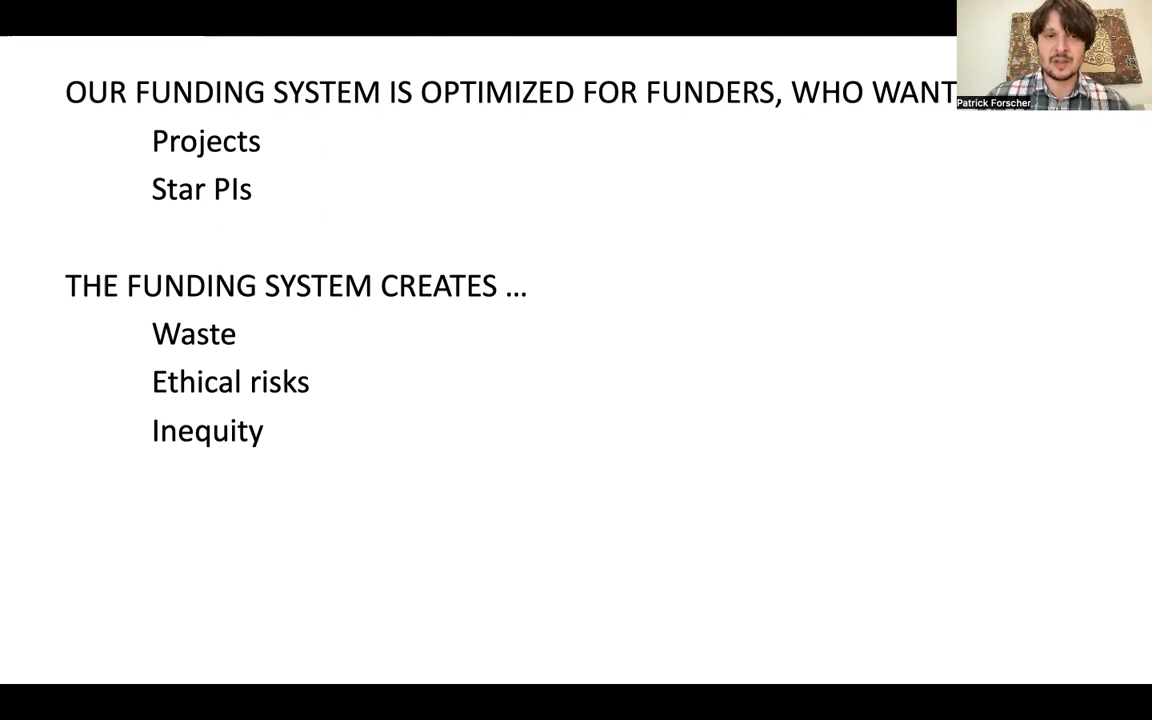 OUR FUNDING SYSTEM IS OPTIMIZED FOR FUNDERS, WHO WANT
Patrick Forscher
Projects
Star PIs
THE FUNDING SYSTEM CREATES …
Waste
Ethical risks
Inequity